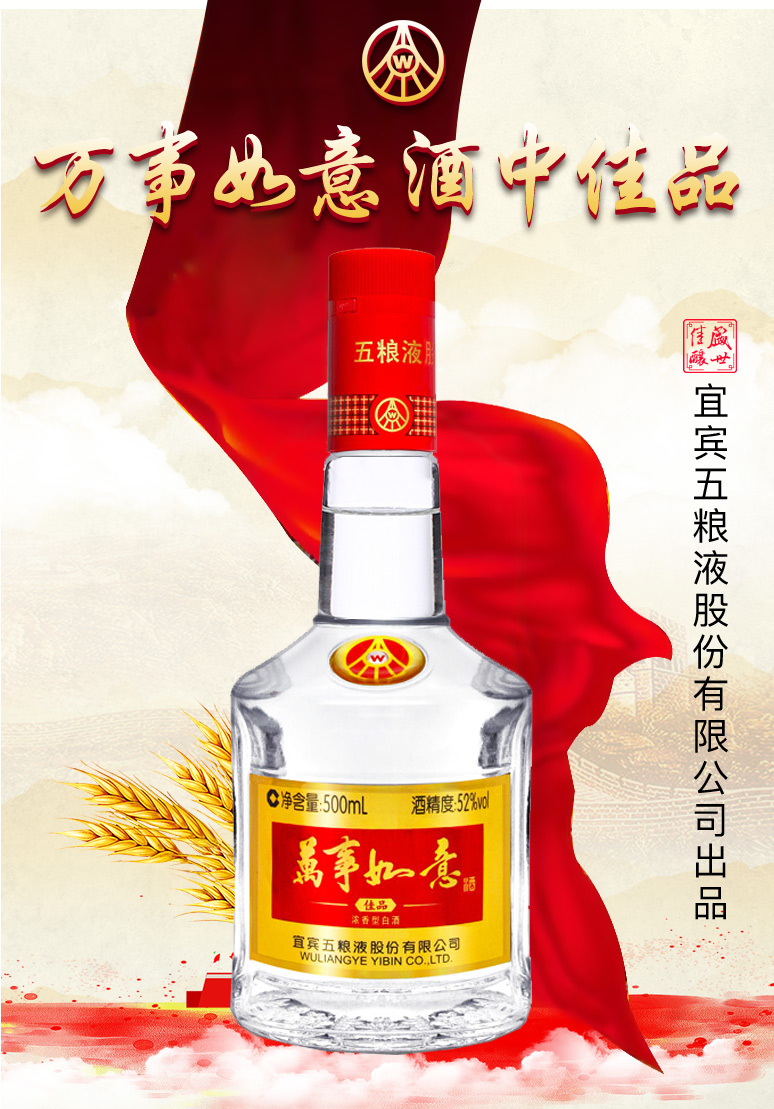 万事如意 酒中佳品
盛世
佳酿
宜宾五粮液股份有限公司出品
五粮液股
W
W
净含量:500mL 酒精度:52%vol
萬事如意
酒
佳品
浓香型白酒
宜宾五粮液股份有限公司
WULIANGYE YIBIN CO.,LTD.